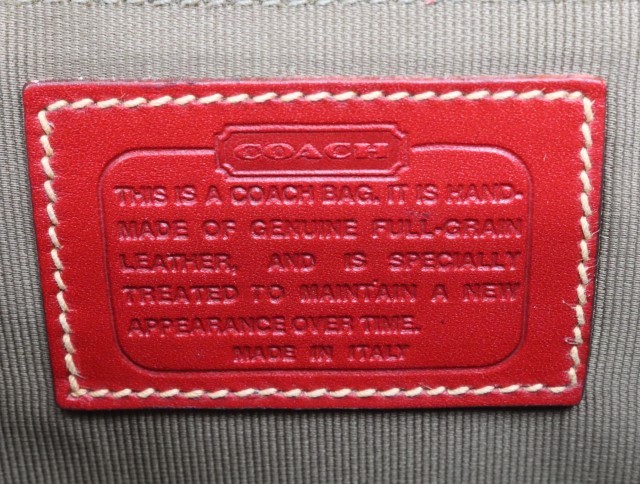 COACH
THIS IS A COACH BAG. IT IS HAND-
MADE OF GENUINE FULL-GRAIN
LEATHER, AND IS SPECIALLY
TREATED TO MAINTAIN A NEW
APPEARANCE OVER TIME.
MADE IN ITALY